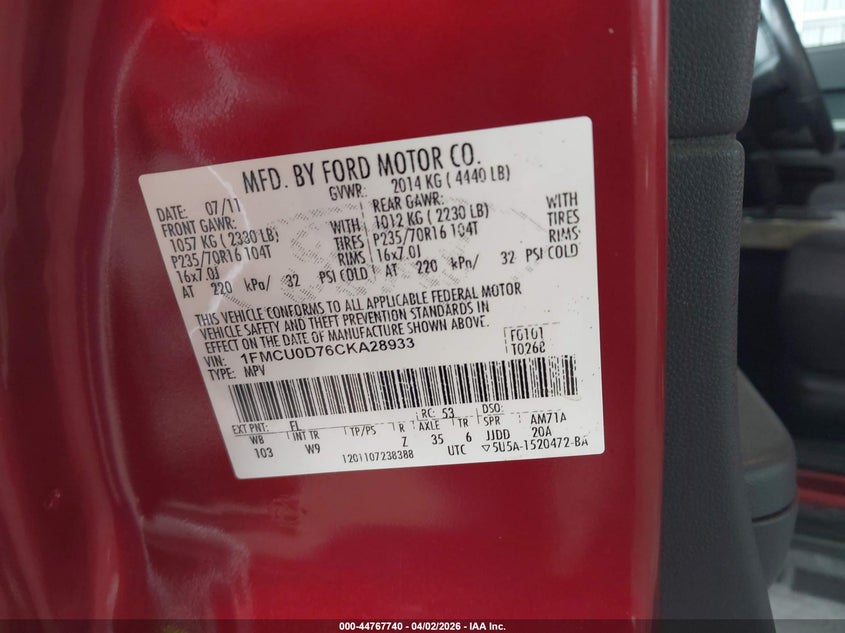 MFD. BY FORD MOTOR CO.
DATE: 07/11 GVWR: 2014 KG ( 4440 LB)
FRONT GAWR: REAR GAWR:
1057 KG ( 2330 LB) WITH 1012 KG ( 2230 LB) WITH
P235/70R16 104T TIRES P235/70R16 104T TIRES
16x7.0J RIMS 16x7.0J RIMS
AT 220 kPa/ 32 PSI COLD AT 220 kPa/ 32 PSI COLD
THIS VEHICLE CONFORMS TO ALL APPLICABLE FEDERAL MOTOR
VEHICLE SAFETY AND THEFT PREVENTION STANDARDS IN
EFFECT ON THE DATE OF MANUFACTURE SHOWN ABOVE.
VIN: 1FMCU0D76CKA28933 F0101
TYPE: MPV T0268
EXT PNT: EL RC: 53 DSO:
WB INT TR TP/PS R AXLE TR SPR AM71A
103 W9 Z 35 6 JJDD 20A
1201107238388 UTC ▽5U5A-1520472-BA
000-44767740 - 04/02/2026 - IAA Inc.